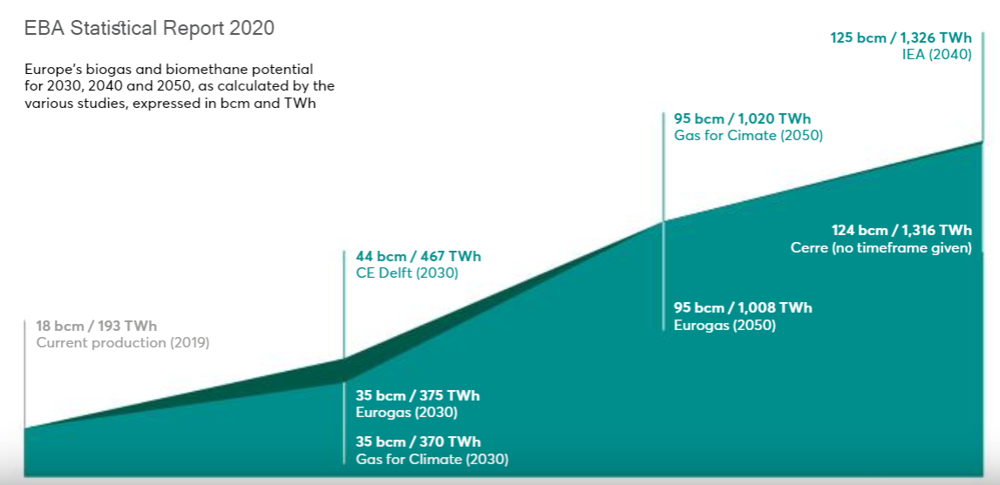 EBA Statistical Report 2020
Europe's biogas and biomethane potential
for 2030, 2040 and 2050, as calculated by the
various studies, expressed in bcm and TWh
125 bcm / 1,326 TWh
IEA (2040)
95 bcm / 1,020 TWh
Gas for Cimate (2050)
124 bcm / 1,316 TWh
Cerre (no timeframe given)
44 bcm / 467 TWh
CE Delft (2030)
95 bcm / 1,008 TWh
Eurogas (2050)
18 bcm / 193 TWh
Current production (2019)
35 bcm / 375 TWh
Eurogas (2030)
35 bcm / 370 TWh
Gas for Climate (2030)